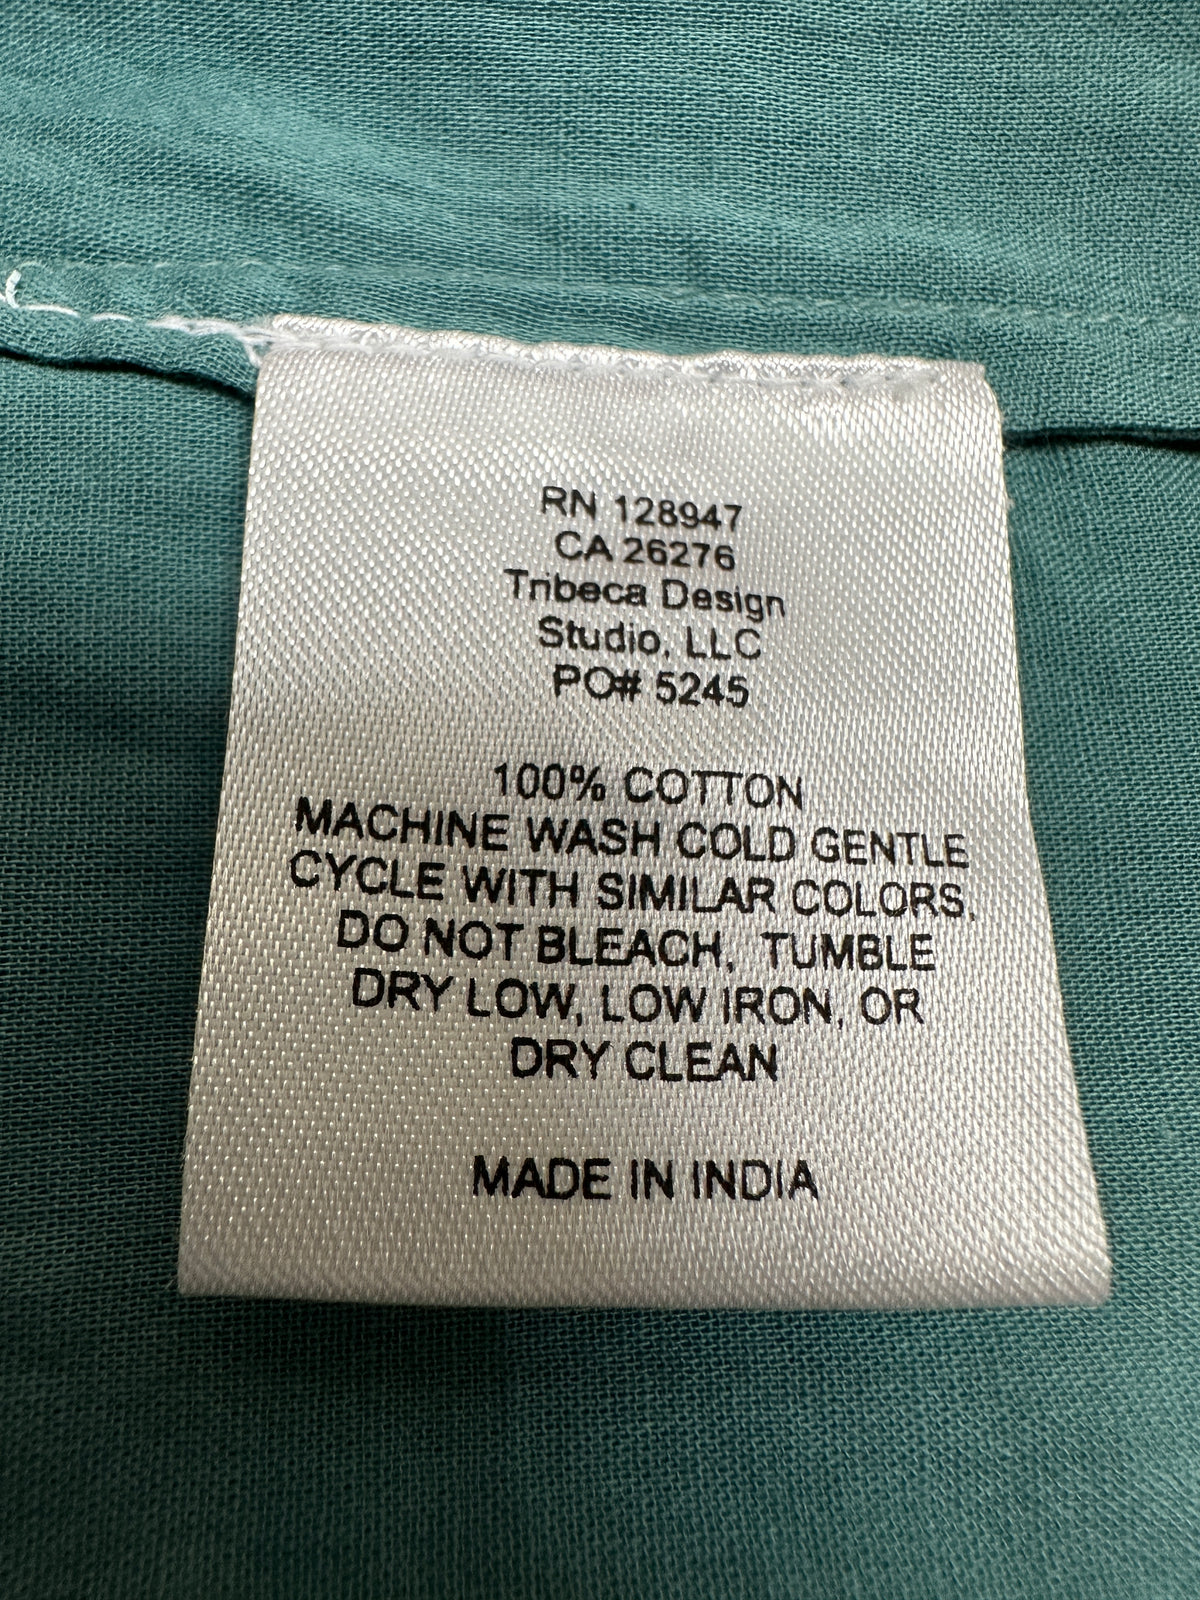 RN 128947
CA 26276
Tribeca Design
Studio, LLC
PO# 5245
100% COTTON
MACHINE WASH COLD GENTLE
CYCLE WITH SIMILAR COLORS,
DO NOT BLEACH, TUMBLE
DRY LOW, LOW IRON, OR
DRY CLEAN
MADE IN INDIA